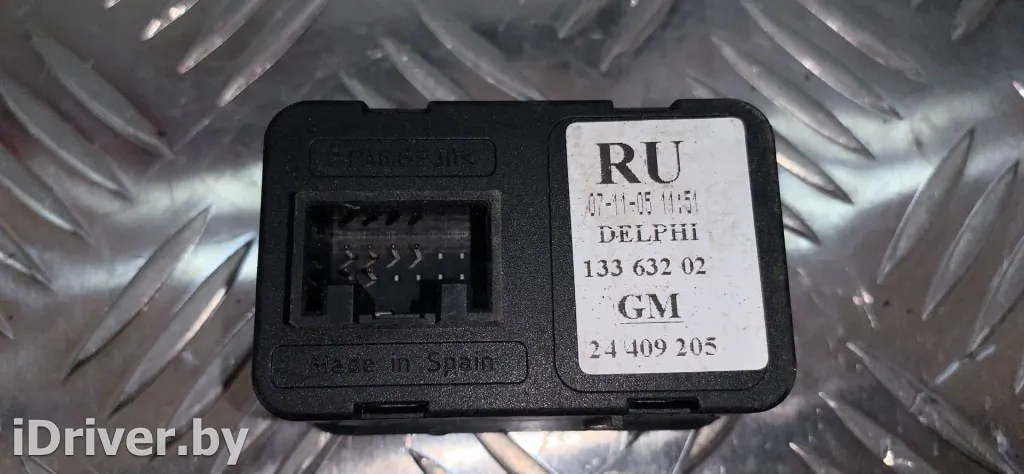 RU
07-11-05 11:51
DELPHI
133 632 02
GM
24 409 205
Made in Spain
iDriver.by